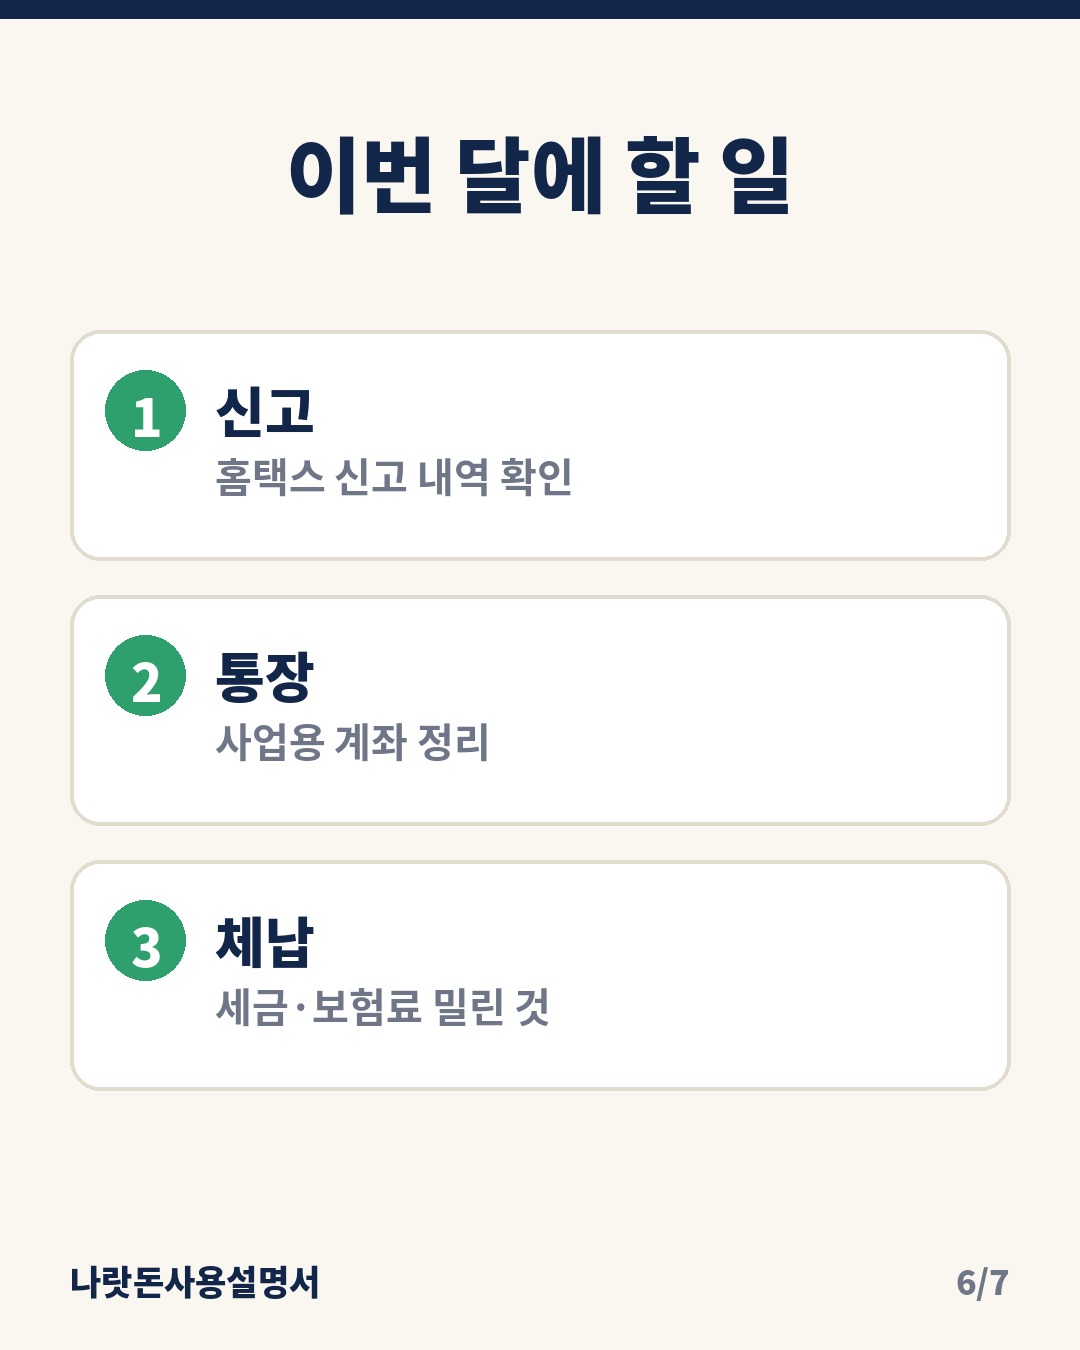 이번 달에 할 일
1 신고
홈택스 신고 내역 확인
2 통장
사업용 계좌 정리
3 체납
세금·보험료 밀린 것
나랏돈사용설명서
6/7